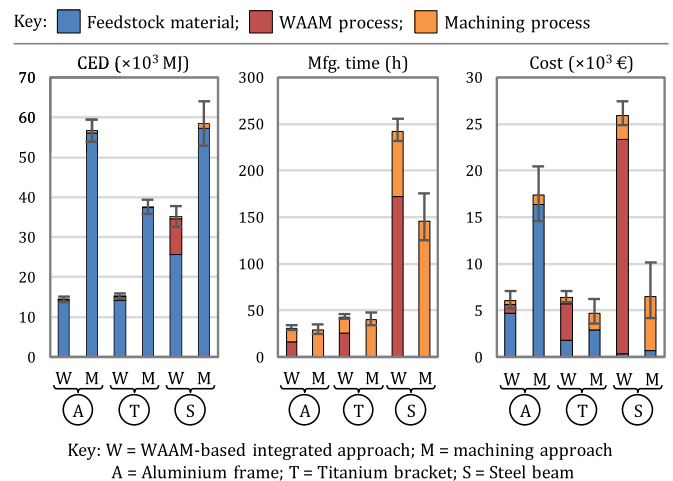 Key: Feedstock material; WAAM process; Machining process
CED (×10³ MJ) Mfg. time (h) Cost (×10³ €)
70 300 30
60 250 25
50 200 20
40 150 15
30 100 10
20 50 5
10 0 0
0
W M W M W M W M W M W M W M W M W M
A T S A T S A T S
Key: W = WAAM-based integrated approach; M = machining approach
A = Aluminium frame; T = Titanium bracket; S = Steel beam